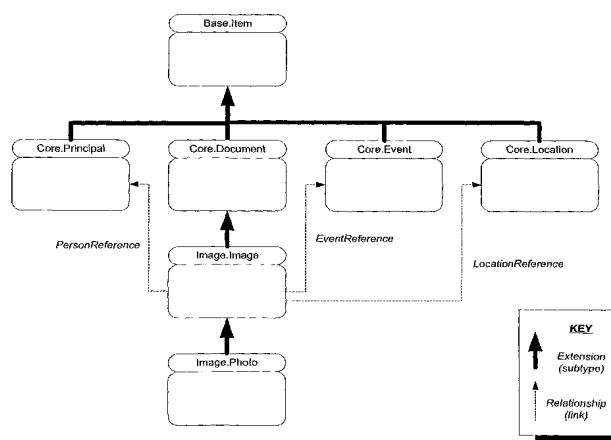 Base.Item
Core.Principal
Core.Document
Core.Event
Core.Location
PersonReference
EventReference
LocationReference
Image.Image
Image.Photo
KEY
Extension
(subtype)
Relationship
(link)